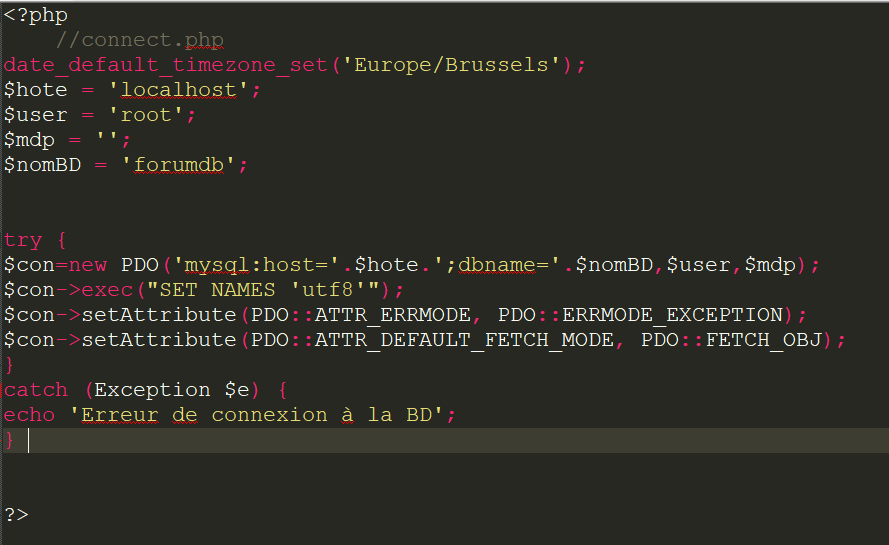 <?php
//connect.php
date_default_timezone_set('Europe/Brussels');
$hote = 'localhost';
$user = 'root';
$mdp = '';
$nomBD = 'forumdb';
try {
$con=new PDO('mysql:host='.$hote.';dbname='.$nomBD,$user,$mdp);
$con->exec("SET NAMES 'utf8'");
$con->setAttribute(PDO::ATTR_ERRMODE, PDO::ERRMODE_EXCEPTION);
$con->setAttribute(PDO::ATTR_DEFAULT_FETCH_MODE, PDO::FETCH_OBJ);
}
catch (Exception $e) {
echo 'Erreur de connexion à la BD';
}
?>